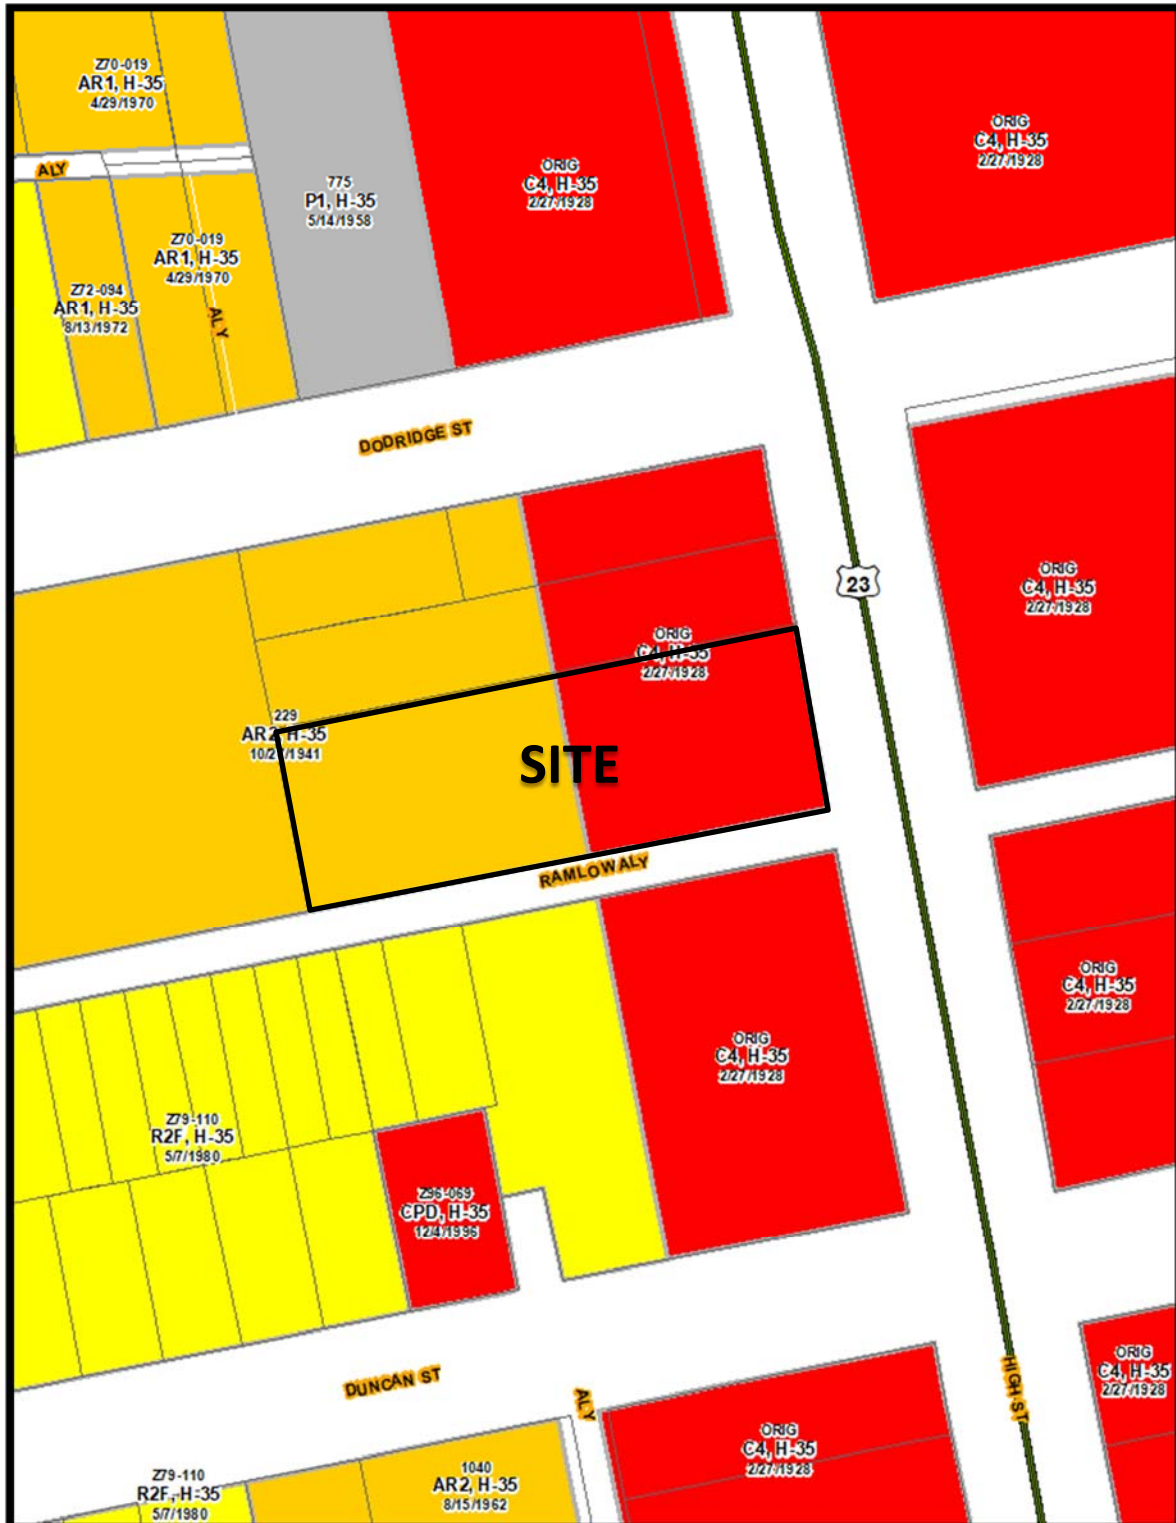 Z70-019
AR1, H-35
4/29/1970
ORIG
C4, H-35
2/27/1928
ALY
ORIG
C4, H-35
2/27/1928
775
P1, H-35
5/14/1958
Z70-019
AR1, H-35
4/29/1970
Z72-094
AR1, H-35
8/13/1972
ALY
DODRIDGE ST
23
ORIG
C4, H-35
2/27/1928
ORIG
C4, H-35
2/27/1928
229
AR2, H-35
10/27/1941
SITE
RAMLOW ALY
ORIG
C4, H-35
2/27/1928
ORIG
C4, H-35
2/27/1928
Z79-110
R2F, H-35
5/7/1980
Z96-069
CPD, H-35
12/4/1996
DUNCAN ST
ALY
HIGH ST
ORIG
C4, H-35
2/27/1928
ORIG
C4, H-35
2/27/1928
Z79-110
R2F, H-35
5/7/1980
1040
AR2, H-35
8/15/1962